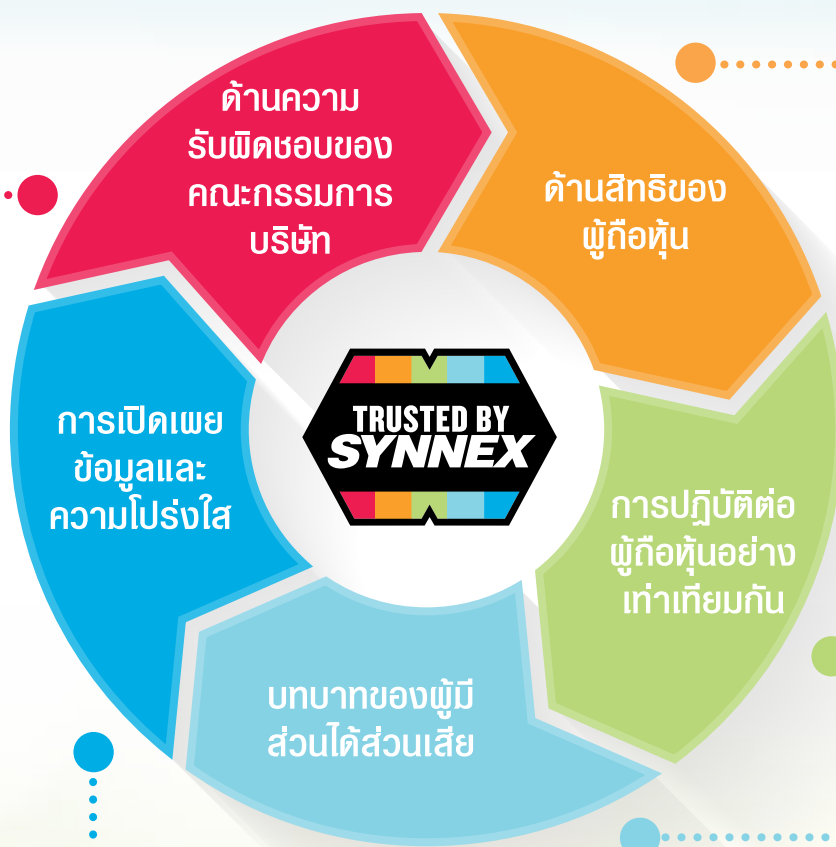 ด้านความ
รับผิดชอบของ
คณะกรรมการ
บริษัท
ด้านสิทธิของ
ผู้ถือหุ้น
การปฏิบัติต่อ
ผู้ถือหุ้นอย่าง
เท่าเทียมกัน
บทบาทของผู้มี
ส่วนได้ส่วนเสีย
การเปิดเผย
ข้อมูลและ
ความโปร่งใส
TRUSTED BY
SYNNEX